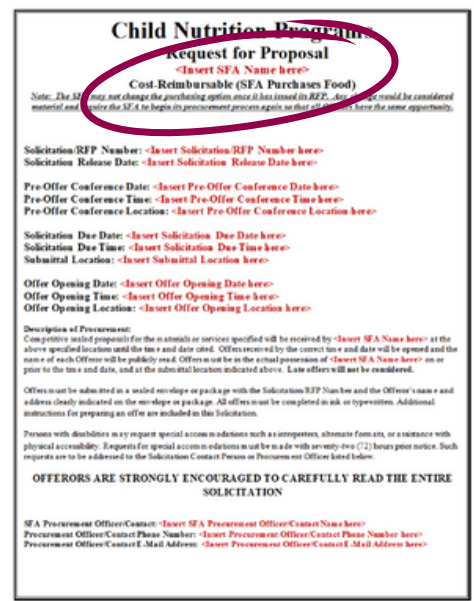 Child Nutrition Programs
Request for Proposal
<Insert SFA Name here>
Cost-Reimbursable (SFA Purchases Food)
Note: The SFA may not change the purchasing option once it has issued its RFP. Any change would be considered
material and require the SFA to begin its procurement process again so that all Offerors have the same opportunity.
Solicitation/RFP Number: <Insert Solicitation/RFP Number here>
Solicitation Release Date: <Insert Solicitation Release Date here>
Pre-Offer Conference Date: <Insert Pre-Offer Conference Date here>
Pre-Offer Conference Time: <Insert Pre-Offer Conference Time here>
Pre-Offer Conference Location: <Insert Pre-Offer Conference Location here>
Solicitation Due Date: <Insert Solicitation Due Date here>
Solicitation Due Time: <Insert Solicitation Due Time here>
Submittal Location: <Insert Submittal Location here>
Offer Opening Date: <Insert Offer Opening Date here>
Offer Opening Time: <Insert Offer Opening Time here>
Offer Opening Location: <Insert Offer Opening Location here>
Description of Procurement:
Competitive sealed proposals for the materials or services specified will be received by <Insert SFA Name here> at the
above specified location until the time and date cited. Offers received by the correct time and date will be opened and the
name of each Offeror will be publicly read. Offers must be in the actual possession of <Insert SFA Name here> on or
prior to the time and date, and at the submittal location indicated above. Late offers will not be considered.
Offers must be submitted in a sealed envelope or package with the Solicitation/RFP Number and the Offeror's name and
address clearly indicated on the envelope or package. All offers must be completed in ink or typewritten. Additional
instructions for preparing an offer are included in this Solicitation.
Persons with disabilities may request special accommodations such as interpreters, alternate formats, or assistance with
physical accessibility. Requests for special accommodations must be made with seventy-two (72) hours prior notice. Such
requests are to be addressed to the Solicitation Contact Person or Procurement Officer listed below.
OFFERORS ARE STRONGLY ENCOURAGED TO CAREFULLY READ THE ENTIRE
SOLICITATION
SFA Procurement Officer/Contact: <Insert SFA Procurement Officer/Contact Name here>
Procurement Officer/Contact Phone Number: <Insert Procurement Officer/Contact Phone Number here>
Procurement Officer/Contact E-Mail Address: <Insert Procurement Officer/Contact E-Mail Address here>